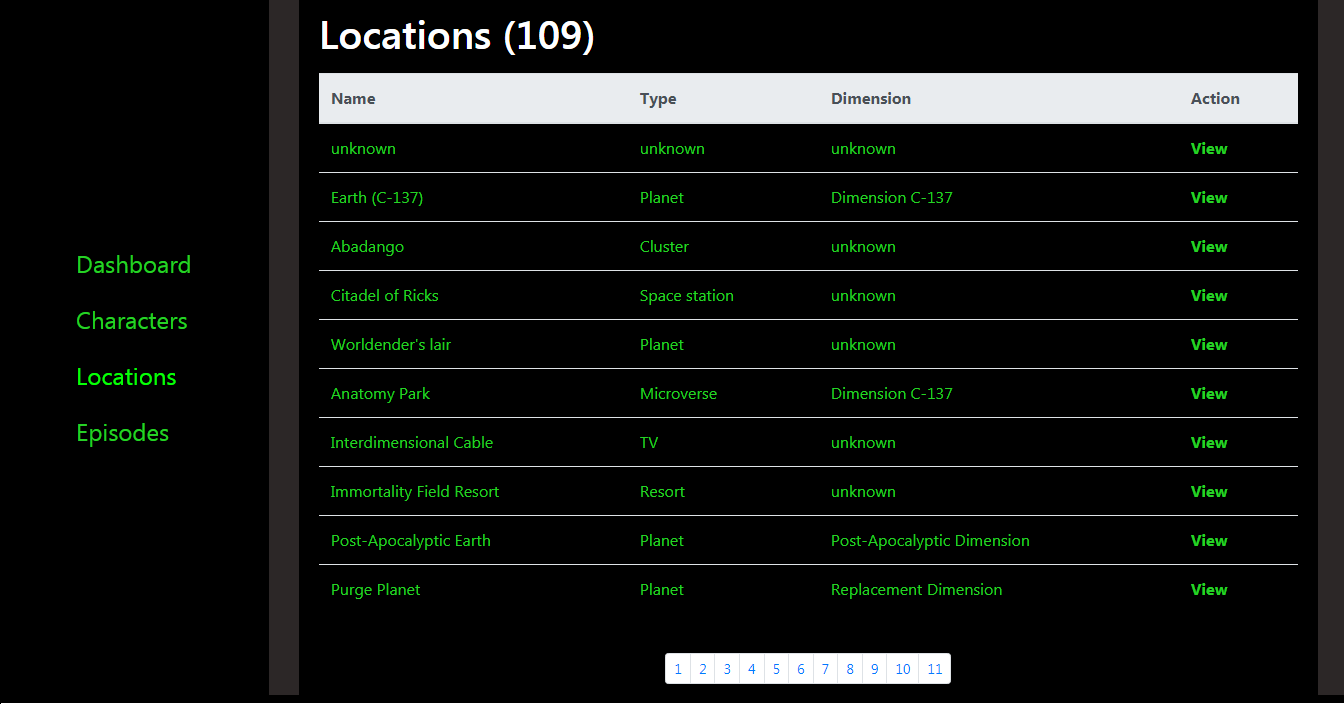 Locations (109)
Name Type Dimension Action
unknown unknown unknown View
Earth (C-137) Planet Dimension C-137 View
Abadango Cluster unknown View
Citadel of Ricks Space station unknown View
Worldender's lair Planet unknown View
Anatomy Park Microverse Dimension C-137 View
Interdimensional Cable TV unknown View
Immortality Field Resort Resort unknown View
Post-Apocalyptic Earth Planet Post-Apocalyptic Dimension View
Purge Planet Planet Replacement Dimension View
1 2 3 4 5 6 7 8 9 10 11
Dashboard
Characters
Locations
Episodes